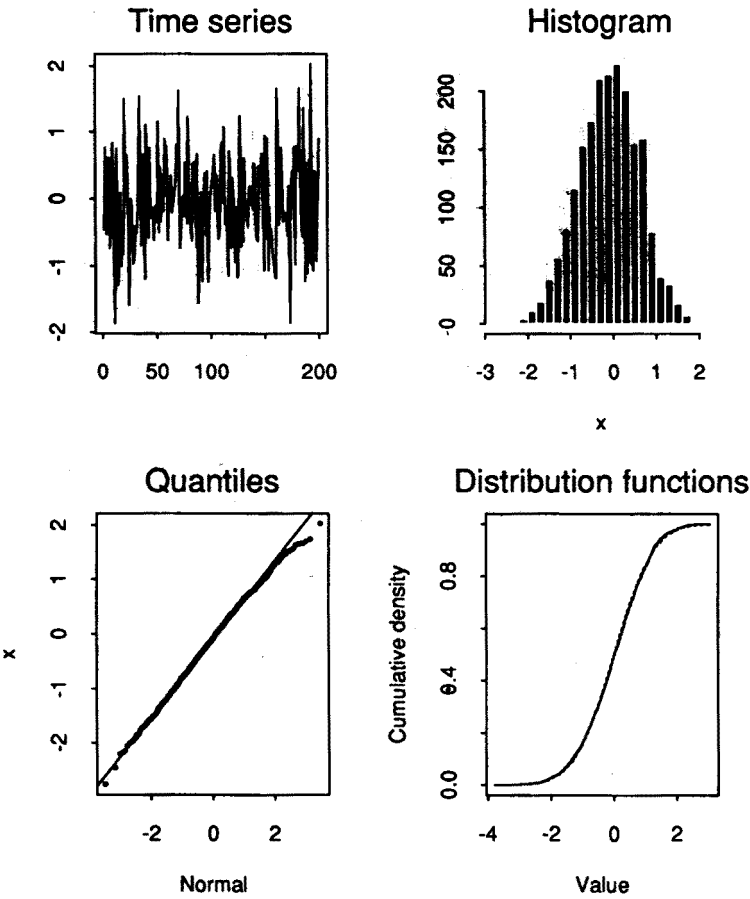 Time series
2
1
0
-1
-2
0 50 100 200
Histogram
200
150
100
50
-0
-3 -2 -1 0 1 2
x
Quantiles
2
1
0
-1
-2
x
-2 0 2
Normal
Distribution functions
0.8
0.4
0.0
Cumulative density
-4 -2 0 2
Value